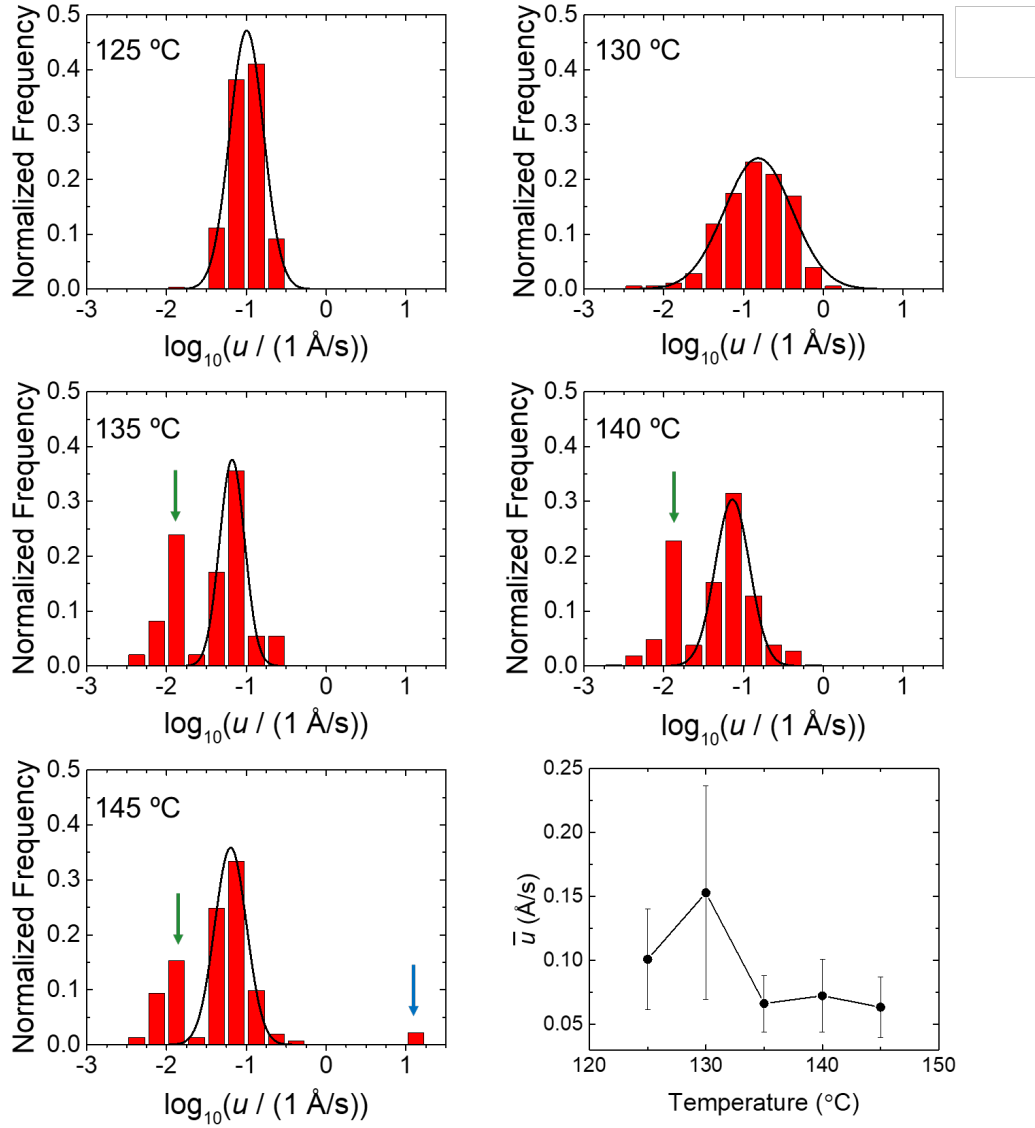 125 ºC
Normalized Frequency
0.5
0.4
0.3
0.2
0.1
0.0
-3 -2 -1 0 1
log10(u / (1 Å/s))
130 ºC
Normalized Frequency
0.5
0.4
0.3
0.2
0.1
0.0
-3 -2 -1 0 1
log10(u / (1 Å/s))
135 ºC
Normalized Frequency
0.5
0.4
0.3
0.2
0.1
0.0
-3 -2 -1 0 1
log10(u / (1 Å/s))
140 ºC
Normalized Frequency
0.5
0.4
0.3
0.2
0.1
0.0
-3 -2 -1 0 1
log10(u / (1 Å/s))
145 ºC
Normalized Frequency
0.5
0.4
0.3
0.2
0.1
0.0
-3 -2 -1 0 1
log10(u / (1 Å/s))
u̅ (Å/s)
0.25
0.20
0.15
0.10
0.05
120 130 140 150
Temperature (°C)